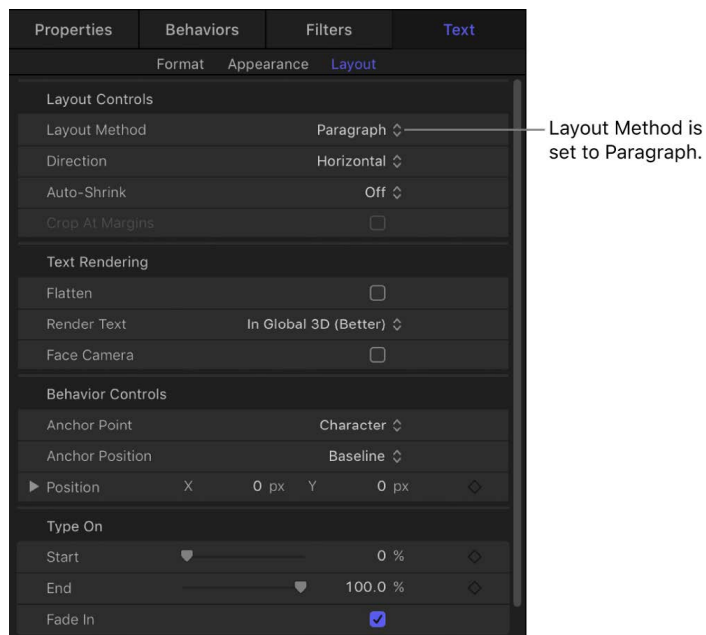 Properties Behaviors Filters Text
Format Appearance Layout
Layout Controls
Layout Method Paragraph
Layout Method is
set to Paragraph.
Direction Horizontal
Auto-Shrink Off
Crop At Margins
Text Rendering
Flatten
Render Text In Global 3D (Better)
Face Camera
Behavior Controls
Anchor Point Character
Anchor Position Baseline
Position X 0 px Y 0 px
Type On
Start 0 %
End 100.0 %
Fade In